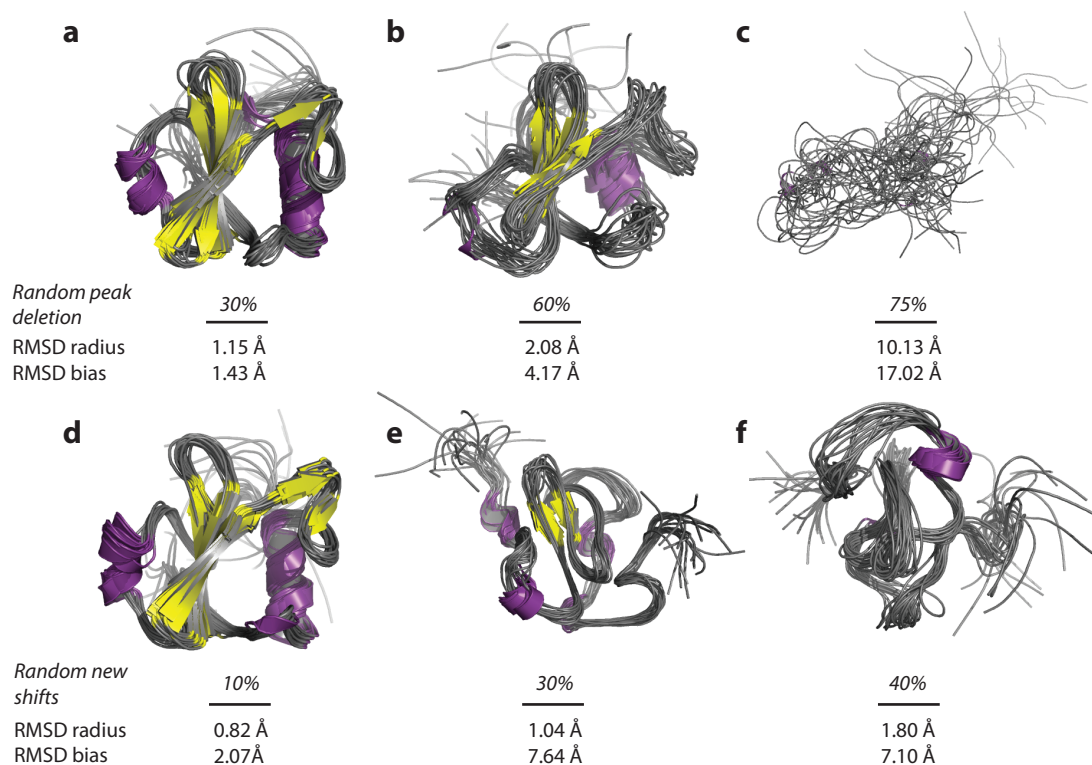 a b c
Random peak deletion 30% 60% 75%
RMSD radius 1.15 Å 2.08 Å 10.13 Å
RMSD bias 1.43 Å 4.17 Å 17.02 Å
d e f
Random new shifts 10% 30% 40%
RMSD radius 0.82 Å 1.04 Å 1.80 Å
RMSD bias 2.07Å 7.64 Å 7.10 Å